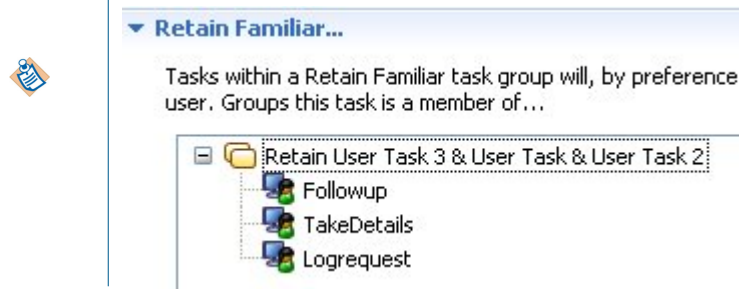 Retain Familiar...
Tasks within a Retain Familiar task group will, by preference
user. Groups this task is a member of...
Retain User Task 3 & User Task & User Task 2
Followup
TakeDetails
Logrequest